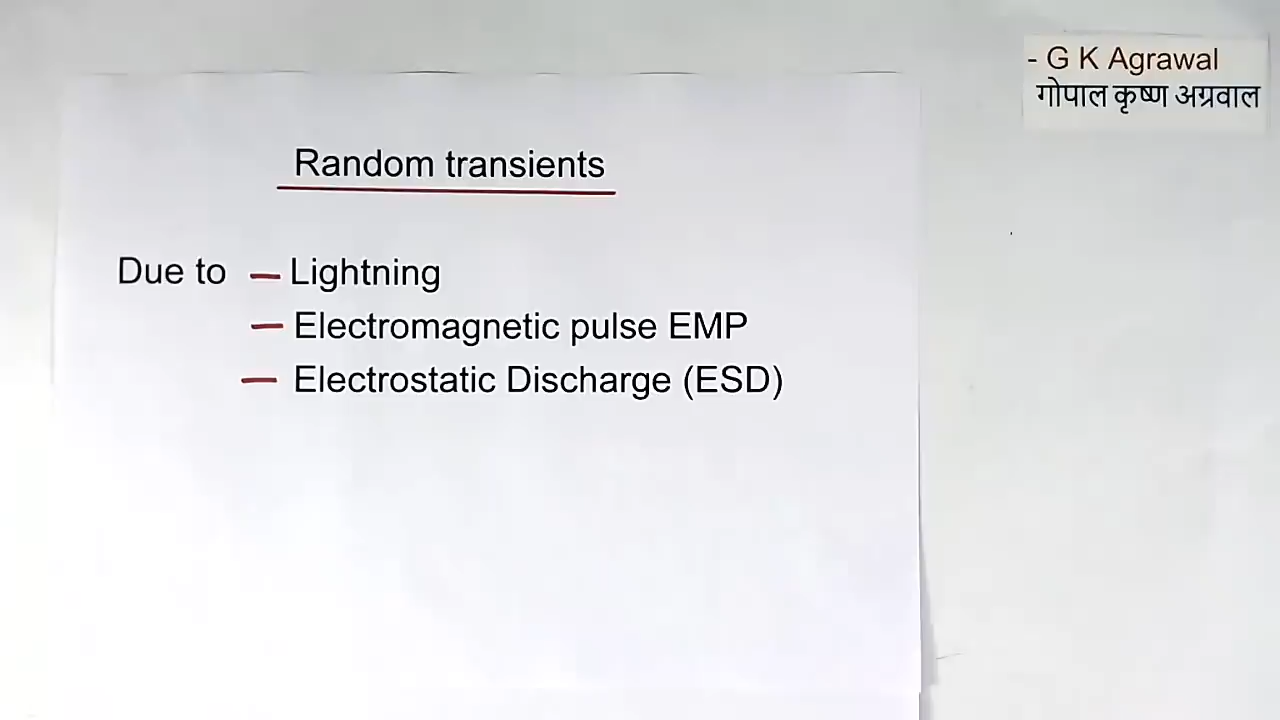 - G K Agrawal
गोपाल कृष्ण अग्रवाल
Random transients
Due to — Lightning
— Electromagnetic pulse EMP
— Electrostatic Discharge (ESD)